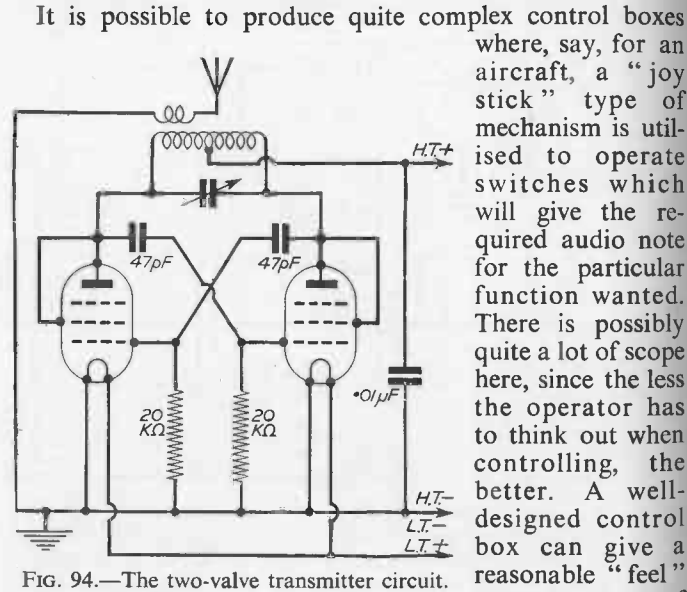 It is possible to produce quite complex control boxes
where, say, for an
aircraft, a “joy
stick” type of
mechanism is util-
ised to operate
switches which
will give the re-
quired audio note
for the particular
function wanted.
There is possibly
quite a lot of scope
here, since the less
the operator has
to think out when
controlling, the
better. A well-
designed control
box can give a
reasonable “feel”
H.T.+
47pF
47pF
20
KΩ
20
KΩ
·01μF
H.T.-
L.T.-
L.T.+
FIG. 94.—The two-valve transmitter circuit.